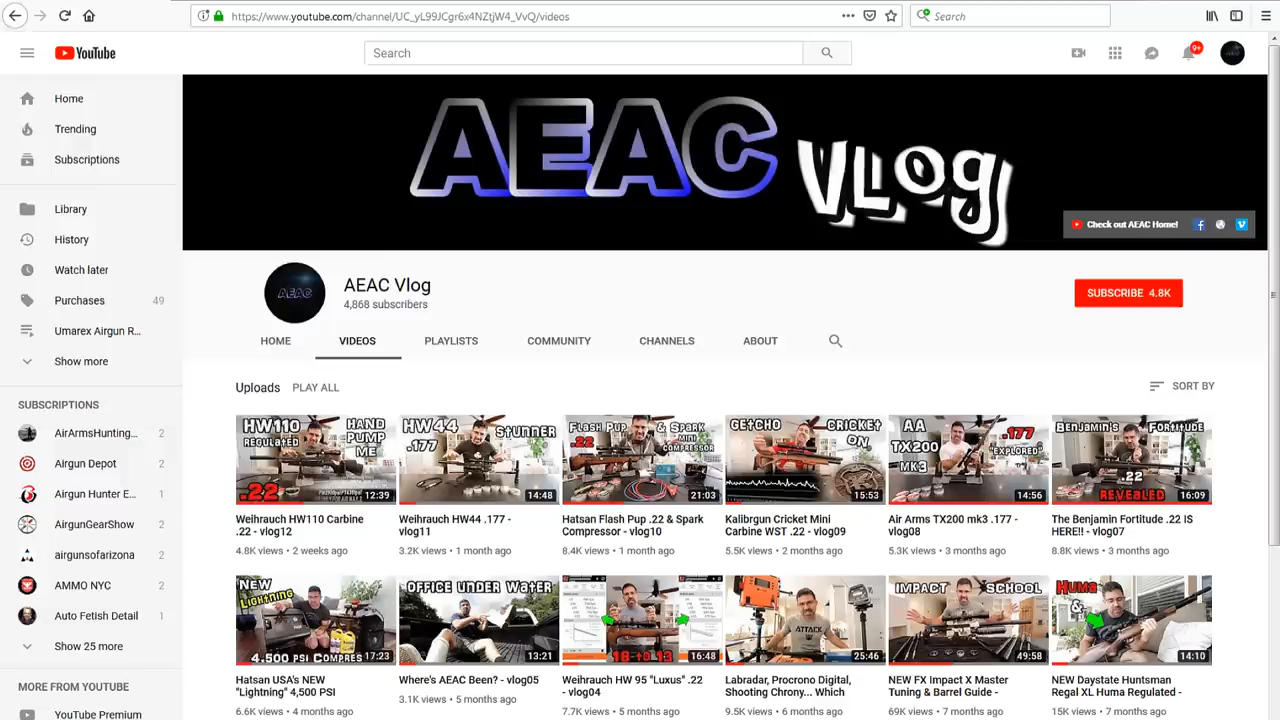 https://www.youtube.com/channel/UC_yL99JCgr6x4NZtjW4_VvQ/videos
Search
YouTube
Search
9+
Home
Trending
Subscriptions
Library
History
Watch later
Purchases 49
Umarex Airgun R...
Show more
SUBSCRIPTIONS
AirArmsHunting... 2
Airgun Depot 2
Airgun Hunter E... 1
AirgunGearShow 2
airgunsofarizona 2
AMMO NYC 2
Auto Fetish Detail 1
Show 25 more
MORE FROM YOUTUBE
YouTube Premium
AEAC Vlog
Check out AEAC Home!
AEAC
AEAC Vlog
4,868 subscribers
SUBSCRIBE 4.8K
HOME VIDEOS PLAYLISTS COMMUNITY CHANNELS ABOUT
Uploads PLAY ALL SORT BY
HW110 REGULATED HAND PUMP ME .22 12:39
Weihrauch HW110 Carbine
.22 - vlog12
4.8K views • 2 weeks ago
HW44 .177 STUNNER 14:48
Weihrauch HW44 .177 -
vlog11
3.2K views • 1 month ago
FLASH PUP .22 & SPARK MINI COMPRESSOR 21:03
Hatsan Flash Pup .22 & Spark
Compressor - vlog10
8.4K views • 1 month ago
GETCHO CRICKET ON 15:53
Kalibrgun Cricket Mini
Carbine WST .22 - vlog09
5.5K views • 2 months ago
AA TX200 MK3 .177 "EXPLORED" 14:56
Air Arms TX200 mk3 .177 -
vlog08
5.3K views • 3 months ago
BENJAMIN'S FORTITUDE .22 REVEALED 16:09
The Benjamin Fortitude .22 IS
HERE!! - vlog07
8.8K views • 3 months ago
NEW LIGHTNING 4,500 PSI COMPRES 17:23
Hatsan USA's NEW
"Lightning" 4,500 PSI
6.6K views • 4 months ago
OFFICE UNDER WATER 13:21
Where's AEAC Been? - vlog05
3.1K views • 5 months ago
18 TO 13 16:48
Weihrauch HW 95 "Luxus" .22
- vlog04
7.7K views • 5 months ago
ATTACK 25:46
Labradar, Procrono Digital,
Shooting Chrony... Which
9.5K views • 6 months ago
IMPACT SCHOOL 49:58
NEW FX Impact X Master
Tuning & Barrel Guide -
69K views • 7 months ago
HUMA & 14:10
NEW Daystate Huntsman
Regal XL Huma Regulated -
15K views • 7 months ago